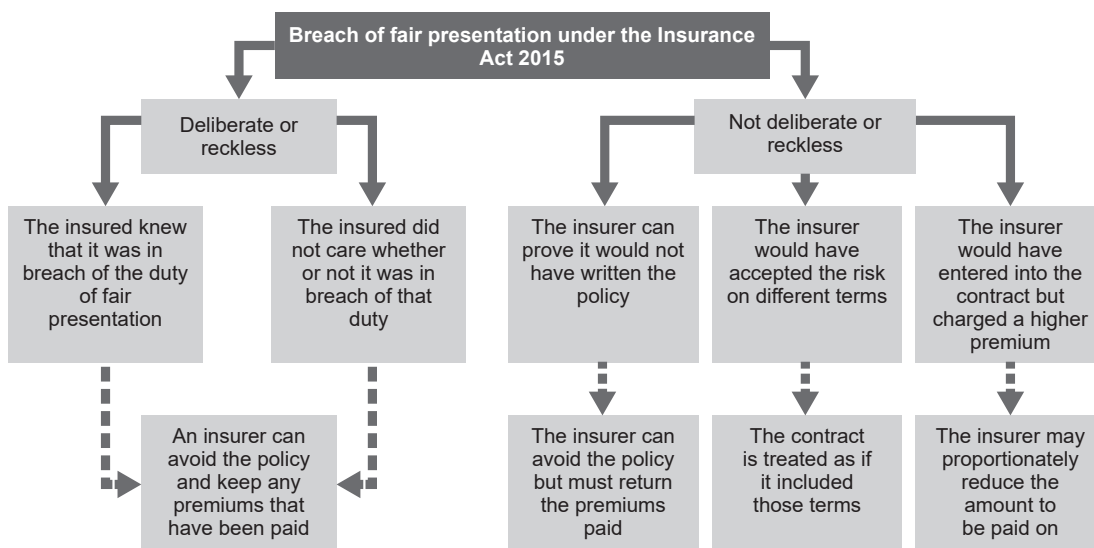 Breach of fair presentation under the Insurance
Act 2015
Deliberate or
reckless
Not deliberate or
reckless
The insured knew
that it was in
breach of the duty
of fair
presentation
The insured did
not care whether
or not it was in
breach of that
duty
The insurer can
prove it would not
have written the
policy
The insurer
would have
accepted the risk
on different terms
The insurer
would have
entered into the
contract but
charged a higher
premium
An insurer can
avoid the policy
and keep any
premiums that
have been paid
The insurer can
avoid the policy
but must return
the premiums
paid
The contract
is treated as if
it included
those terms
The insurer may
proportionately
reduce the
amount to
be paid on